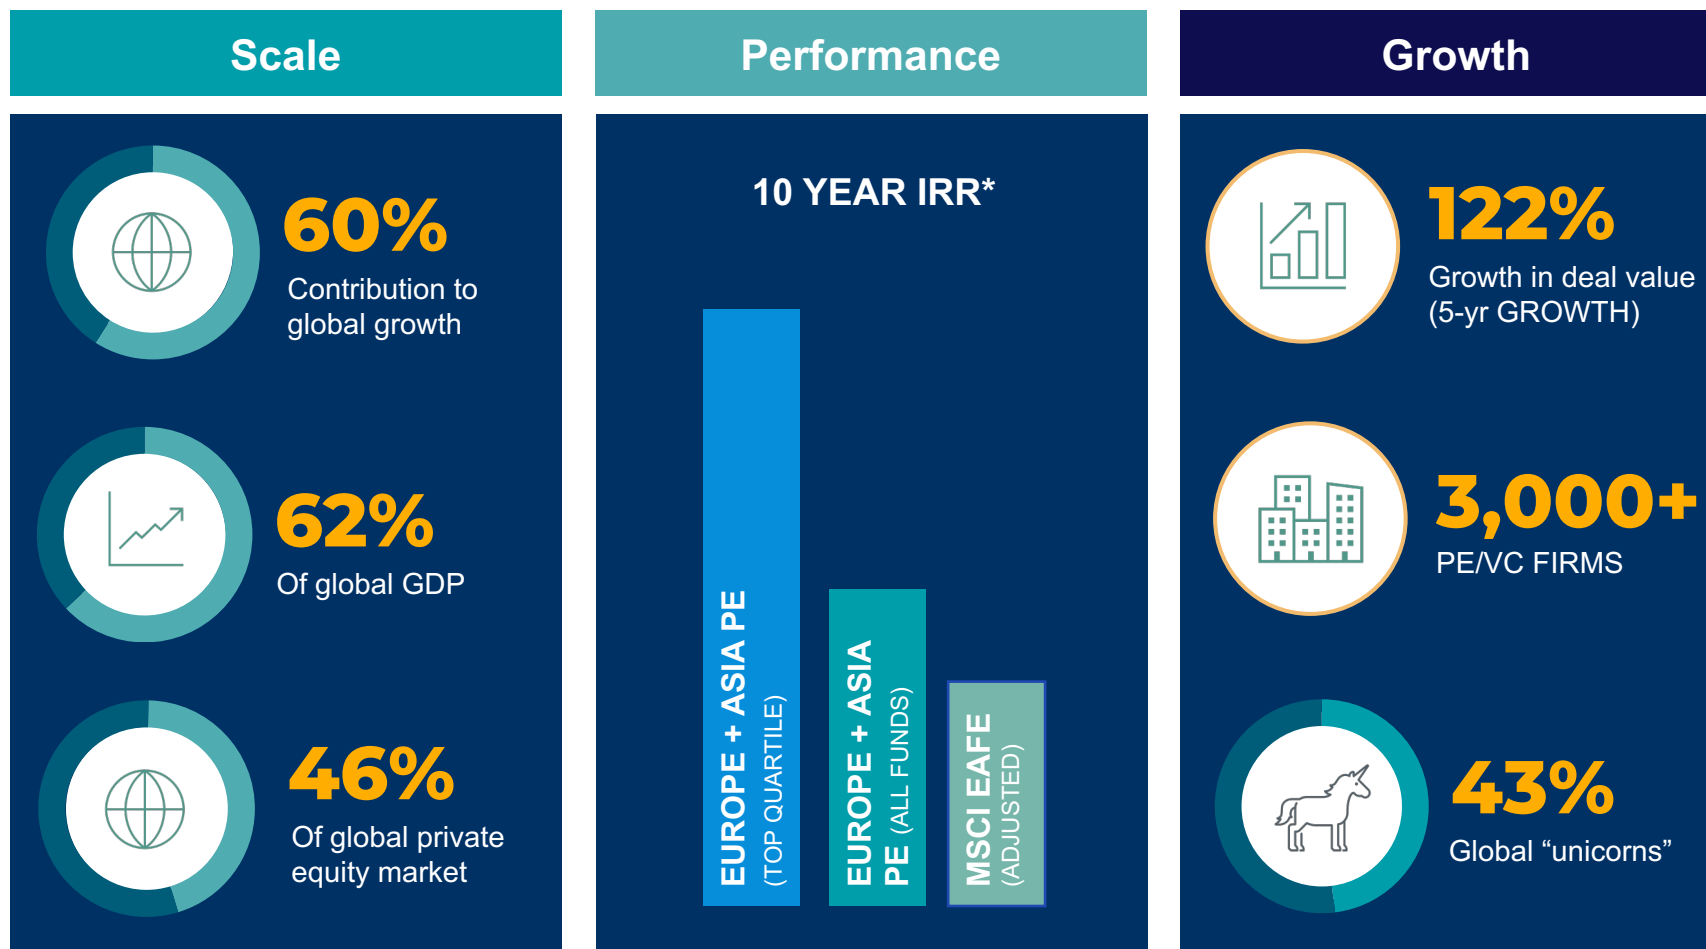 Scale
60%
Contribution to
global growth
62%
Of global GDP
46%
Of global private
equity market
Performance
10 YEAR IRR*
EUROPE + ASIA PE
(TOP QUARTILE)
EUROPE + ASIA
PE (ALL FUNDS)
MSCI EAFE
(ADJUSTED)
Growth
122%
Growth in deal value
(5-yr GROWTH)
3,000+
PE/VC FIRMS
43%
Global “unicorns”